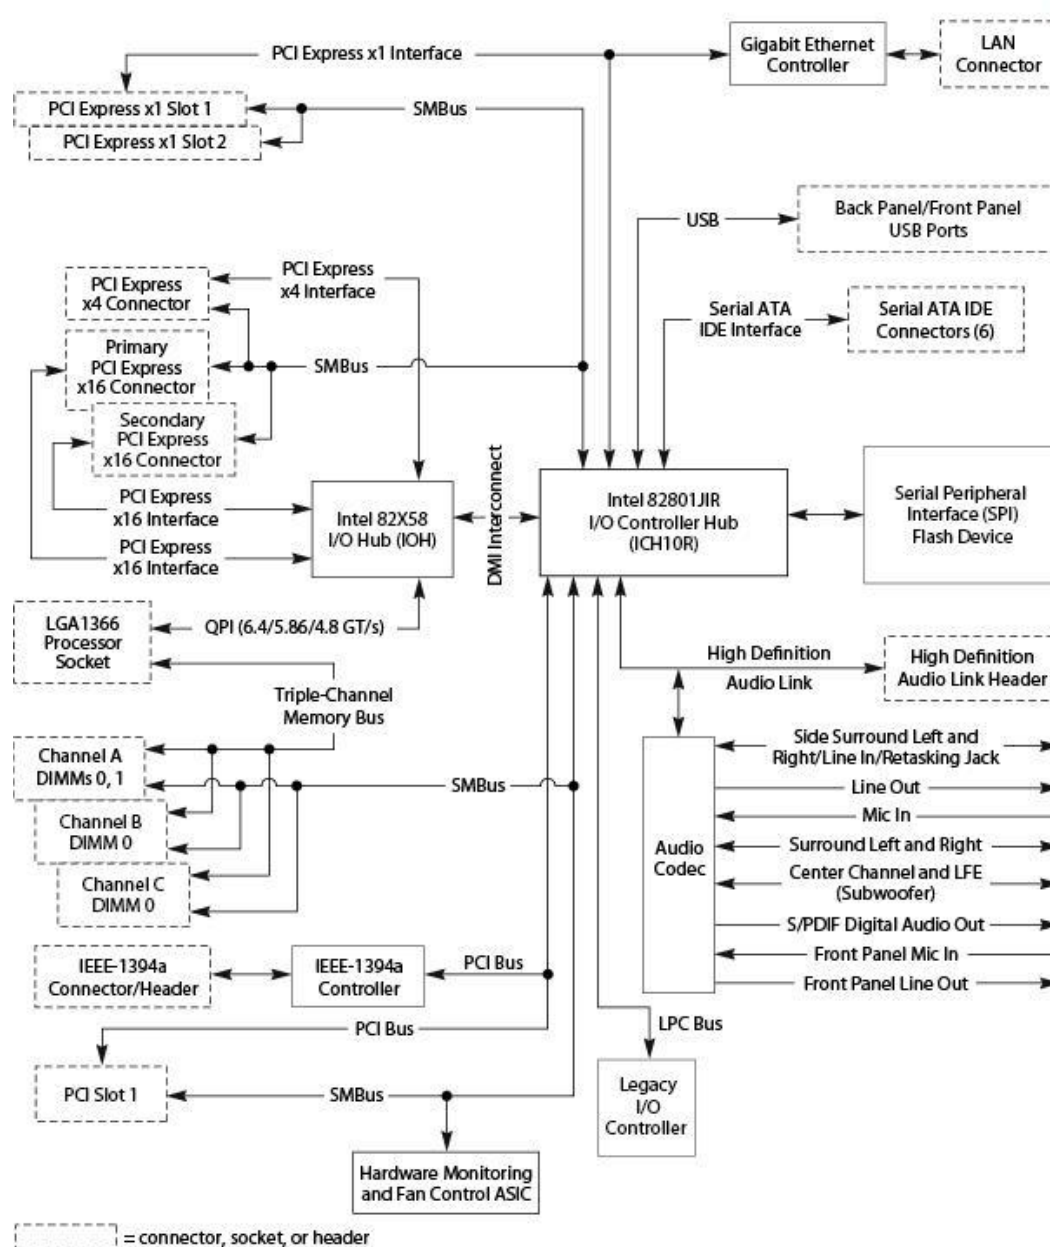 PCI Express x1 Interface
Gigabit Ethernet
Controller
LAN
Connector
PCI Express x1 Slot 1
SMBus
PCI Express x1 Slot 2
USB
Back Panel/Front Panel
USB Ports
PCI Express
x4 Connector
PCI Express
x4 Interface
Serial ATA
IDE Interface
Serial ATA IDE
Connectors (6)
Primary
PCI Express
x16 Connector
SMBus
Secondary
PCI Express
x16 Connector
PCI Express
x16 Interface
PCI Express
x16 Interface
Intel 82X58
I/O Hub (IOH)
DMI Interconnect
Intel 82801JIR
I/O Controller Hub
(ICH10R)
Serial Peripheral
Interface (SPI)
Flash Device
LGA1366
Processor
Socket
QPI (6.4/5.86/4.8 GT/s)
High Definition
Audio Link
High Definition
Audio Link Header
Triple-Channel
Memory Bus
Channel A
DIMMs 0, 1
SMBus
Channel B
DIMM 0
Channel C
DIMM 0
Audio
Codec
Side Surround Left and
Right/Line In/Retasking Jack
Line Out
Mic In
Surround Left and Right
Center Channel and LFE
(Subwoofer)
S/PDIF Digital Audio Out
Front Panel Mic In
Front Panel Line Out
IEEE-1394a
Connector/Header
IEEE-1394a
Controller
PCI Bus
PCI Bus
LPC Bus
PCI Slot 1
SMBus
Legacy
I/O
Controller
Hardware Monitoring
and Fan Control ASIC
= connector, socket, or header